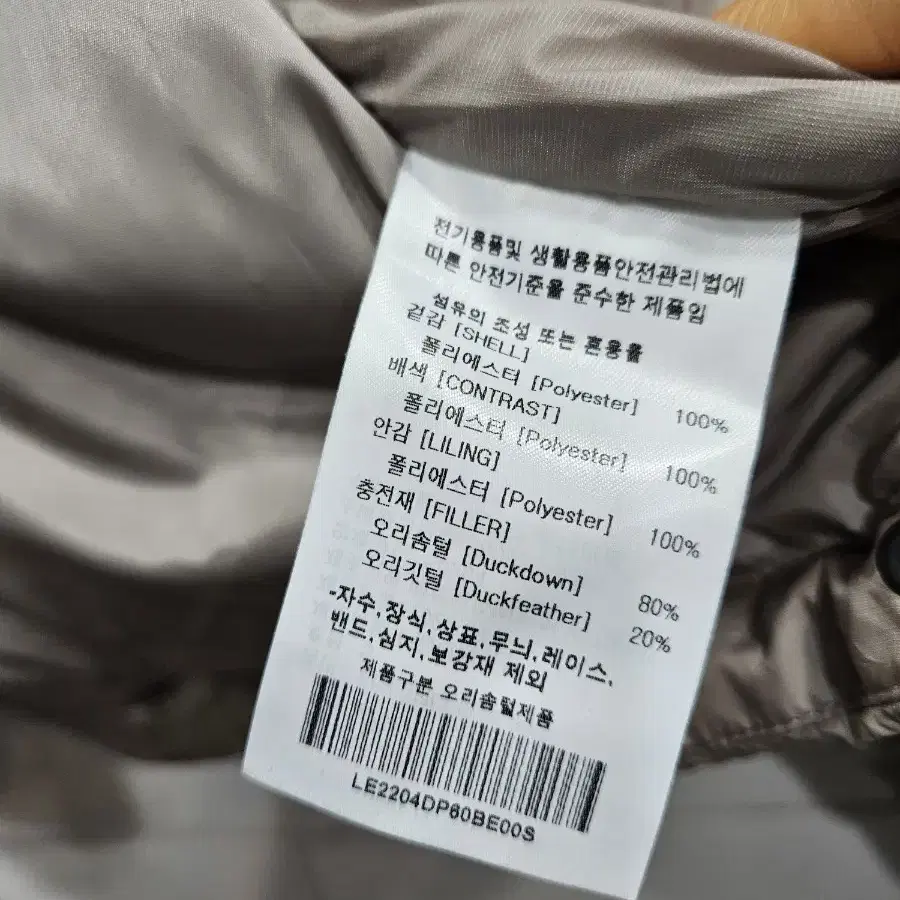 전기용품및 생활용품안전관리법에
따른 안전기준을 준수한 제품임
섬유의 조성 또는 혼용율
겉감 [SHELL]
폴리에스터 [Polyester] 100%
배색 [CONTRAST]
폴리에스터 [Polyester] 100%
안감 [LILING]
폴리에스터 [Polyester] 100%
충전재 [FILLER]
오리솜털 [Duckdown] 80%
오리깃털 [Duckfeather] 20%
-자수,장식,상표,무늬,레이스,
밴드,심지,보강재 제외
제품구분 오리솜털제품
LE2204DP60BE00S